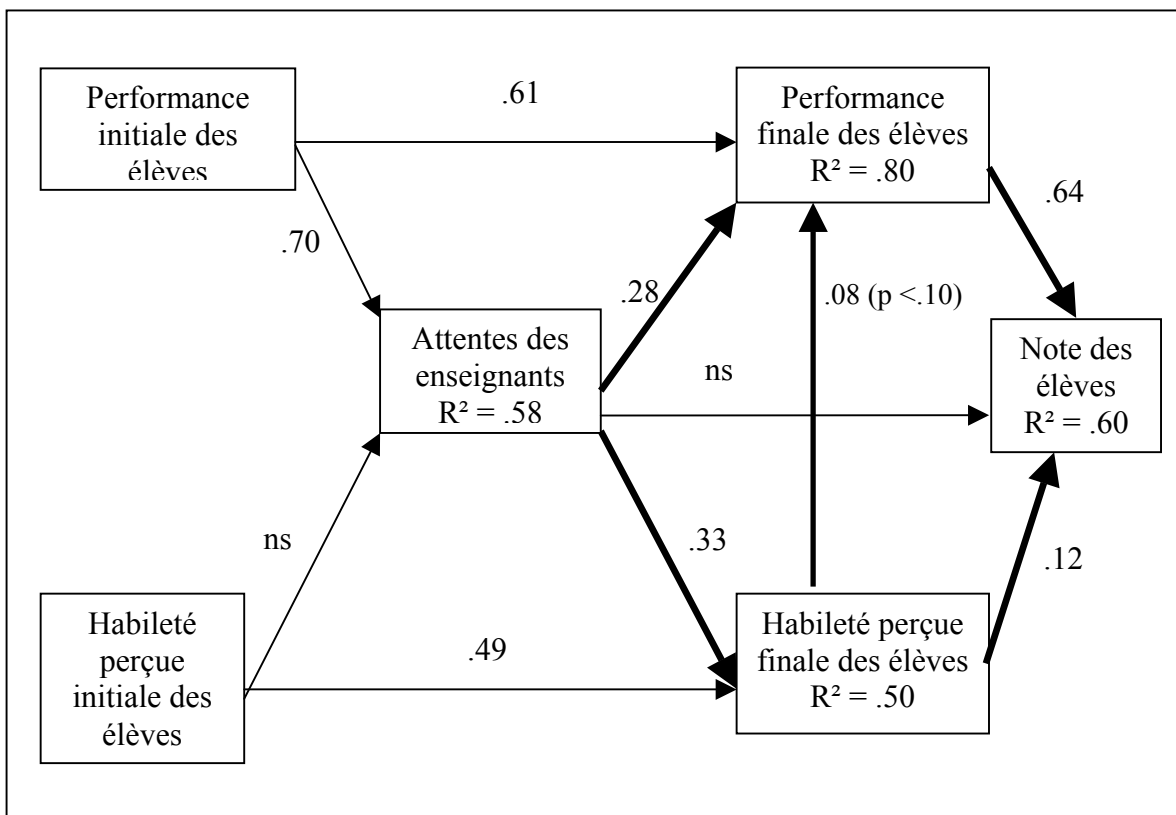 Performance
initiale des
élèves
.61
Performance
finale des élèves
R² = .80
.70
.64
.28
.08 (p <.10)
Attentes des
enseignants
R² = .58
ns
Note des
élèves
R² = .60
ns
.33
.12
Habileté
perçue
initiale des
élèves
.49
Habileté perçue
finale des élèves
R² = .50